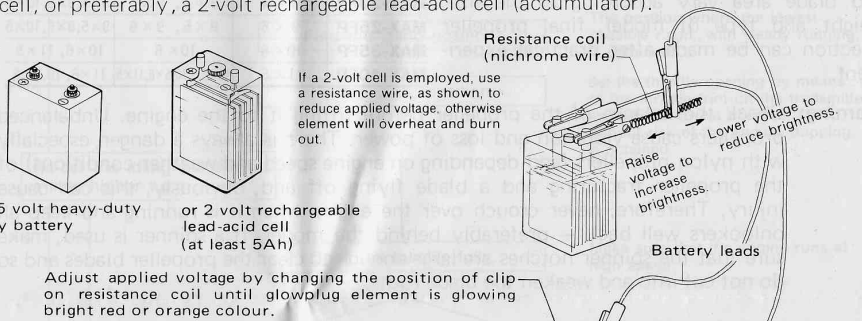 cell, or preferably, a 2-volt rechargeable lead-acid cell (accumulator).
Resistance coil
(nichrome wire)
If a 2-volt cell is employed, use
a resistance wire, as shown, to
reduce applied voltage, otherwise
element will overheat and burn
out.
Lower voltage to
reduce brightness
Raise
voltage to
increase
brightness.
5 volt heavy-duty
y battery
or 2 volt rechargeable
lead-acid cell
(at least 5Ah)
Battery leads
Adjust applied voltage by changing the position of clip
on resistance coil until glowplug element is glowing
bright red or orange colour.